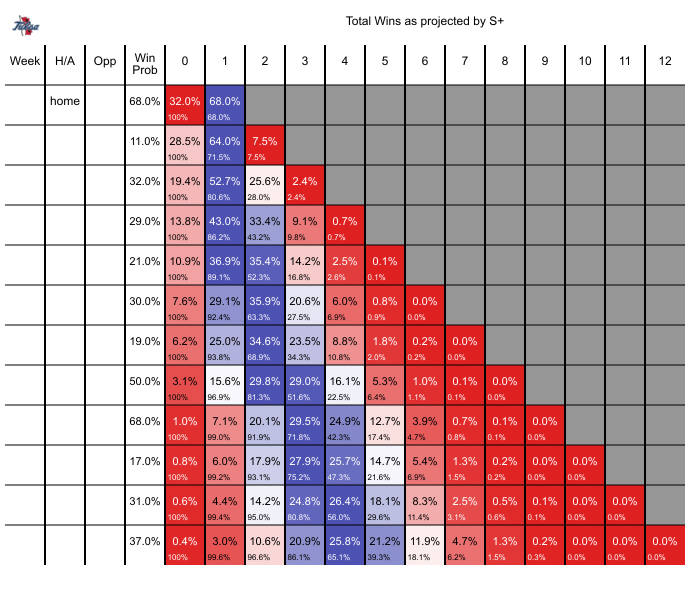 Total Wins as projected by S+
Tulsa
Week H/A Opp Win Prob 0 1 2 3 4 5 6 7 8 9 10 11 12
home 68.0% 32.0% 68.0%
100% 68.0%
11.0% 28.5% 64.0% 7.5%
100% 71.5% 7.5%
32.0% 19.4% 52.7% 25.6% 2.4%
100% 80.6% 28.0% 2.4%
29.0% 13.8% 43.0% 33.4% 9.1% 0.7%
100% 86.2% 43.2% 9.8% 0.7%
21.0% 10.9% 36.9% 35.4% 14.2% 2.5% 0.1%
100% 89.1% 52.3% 16.8% 2.6% 0.1%
30.0% 7.6% 29.1% 35.9% 20.6% 6.0% 0.8% 0.0%
100% 92.4% 63.3% 27.5% 6.9% 0.9% 0.0%
19.0% 6.2% 25.0% 34.6% 23.5% 8.8% 1.8% 0.2% 0.0%
100% 93.8% 68.9% 34.3% 10.8% 2.0% 0.2% 0.0%
50.0% 3.1% 15.6% 29.8% 29.0% 16.1% 5.3% 1.0% 0.1% 0.0%
100% 96.9% 81.3% 51.6% 22.5% 6.4% 1.1% 0.1% 0.0%
68.0% 1.0% 7.1% 20.1% 29.5% 24.9% 12.7% 3.9% 0.7% 0.1% 0.0%
100% 99.0% 91.9% 71.8% 42.3% 17.4% 4.7% 0.8% 0.1% 0.0%
17.0% 0.8% 6.0% 17.9% 27.9% 25.7% 14.7% 5.4% 1.3% 0.2% 0.0% 0.0%
100% 99.2% 93.1% 75.2% 47.3% 21.6% 6.9% 1.5% 0.2% 0.0% 0.0%
31.0% 0.6% 4.4% 14.2% 24.8% 26.4% 18.1% 8.3% 2.5% 0.5% 0.1% 0.0% 0.0%
100% 99.4% 95.0% 80.8% 56.0% 29.6% 11.4% 3.1% 0.6% 0.1% 0.0% 0.0%
37.0% 0.4% 3.0% 10.6% 20.9% 25.8% 21.2% 11.9% 4.7% 1.3% 0.2% 0.0% 0.0% 0.0%
100% 99.6% 96.6% 86.1% 65.1% 39.3% 18.1% 6.2% 1.5% 0.3% 0.0% 0.0% 0.0%